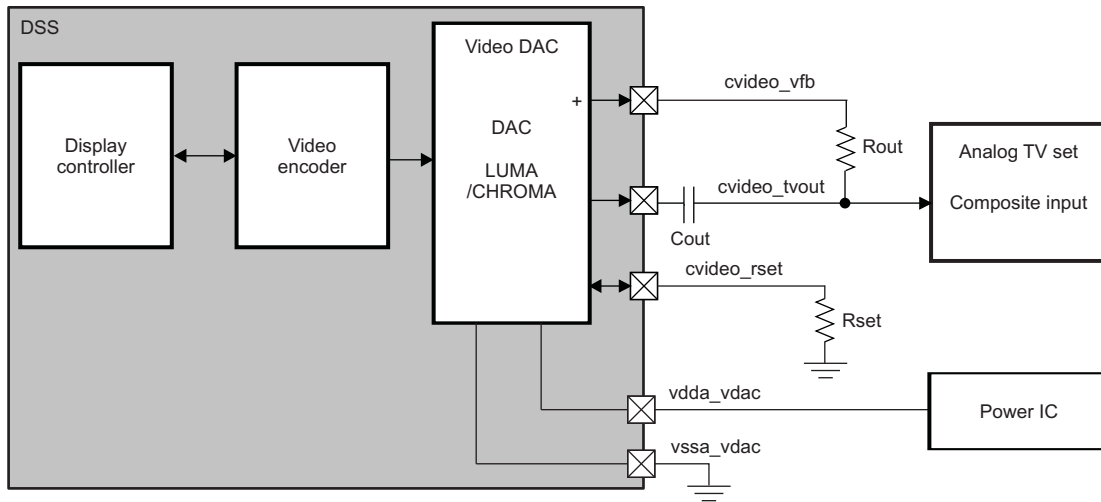 DSS
Display
controller
Video
encoder
Video DAC
+
DAC
LUMA
/CHROMA
cvideo_vfb
Rout
cvideo_tvout
Cout
cvideo_rset
Rset
Analog TV set
Composite input
vdda_vdac
Power IC
vssa_vdac